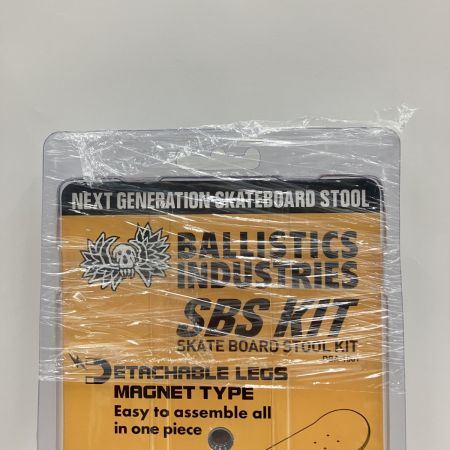 NEXT GENERATION SKATEBOARD STOOL
BALLISTICS
INDUSTRIES
SBS KIT
SKATE BOARD STOOL KIT
DETACHABLE LEGS
MAGNET TYPE
Easy to assemble all
in one piece